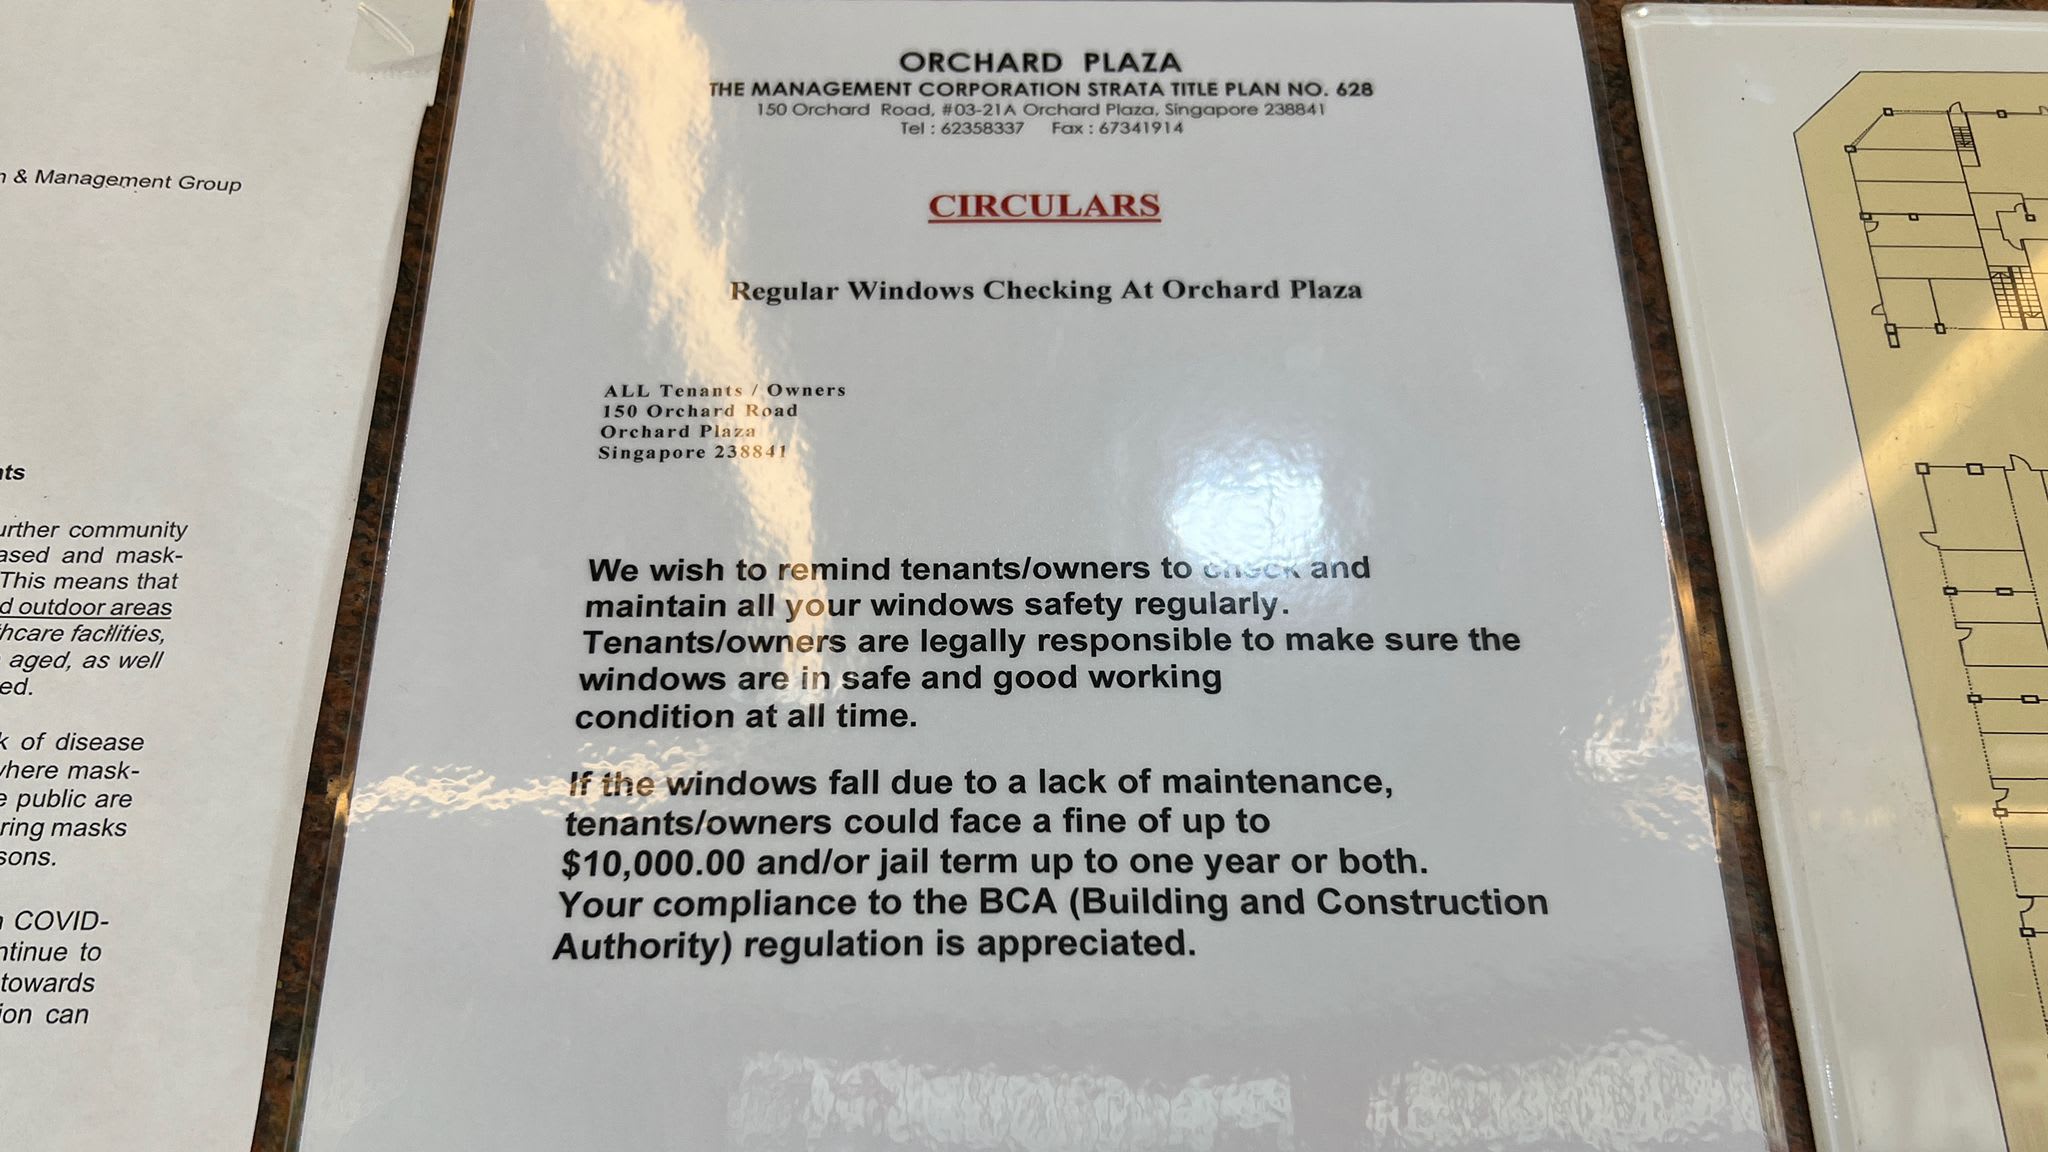 n & Management Group
nts
urther community
ased and mask-
This means that
d outdoor areas
hcare facilities,
aged, as well
ed.
k of disease
where mask-
e public are
ring masks
sons.
n COVID-
ntinue to
towards
ion can
ORCHARD PLAZA
THE MANAGEMENT CORPORATION STRATA TITLE PLAN NO. 628
150 Orchard Road, #03-21A Orchard Plaza, Singapore 238841
Tel : 62358337 Fax : 67341914
CIRCULARS
Regular Windows Checking At Orchard Plaza
ALL Tenants / Owners
150 Orchard Road
Orchard Plaza
Singapore 238841
We wish to remind tenants/owners to check and
maintain all your windows safety regularly.
Tenants/owners are legally responsible to make sure the
windows are in safe and good working
condition at all time.
If the windows fall due to a lack of maintenance,
tenants/owners could face a fine of up to
$10,000.00 and/or jail term up to one year or both.
Your compliance to the BCA (Building and Construction
Authority) regulation is appreciated.